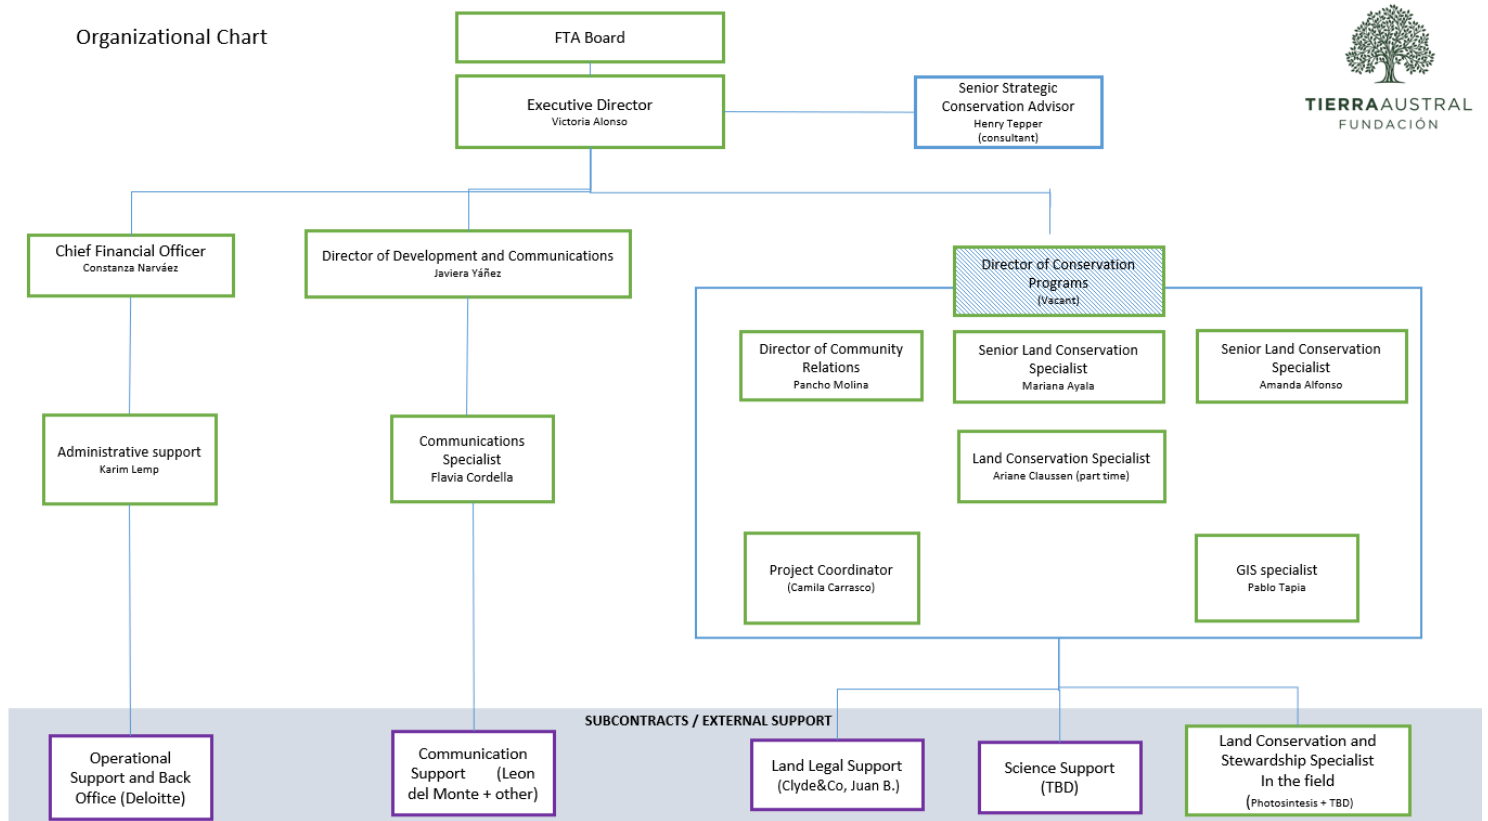 Organizational Chart
FTA Board
TIERRAAUSTRAL
FUNDACIÓN
Executive Director
Victoria Alonso
Senior Strategic
Conservation Advisor
Henry Tepper
(consultant)
Chief Financial Officer
Constanza Narváez
Director of Development and Communications
Javiera Yáñez
Director of Conservation
Programs
(Vacant)
Director of Community
Relations
Pancho Molina
Senior Land Conservation
Specialist
Mariana Ayala
Senior Land Conservation
Specialist
Amanda Alfonso
Administrative support
Karim Lemp
Communications
Specialist
Flavia Cordella
Land Conservation Specialist
Ariane Claussen (part time)
Project Coordinator
(Camila Carrasco)
GIS specialist
Pablo Tapia
SUBCONTRACTS / EXTERNAL SUPPORT
Operational
Support and Back
Office (Deloitte)
Communication
Support (Leon
del Monte + other)
Land Legal Support
(Clyde&Co, Juan B.)
Science Support
(TBD)
Land Conservation and
Stewardship Specialist
In the field
(Photosintesis + TBD)